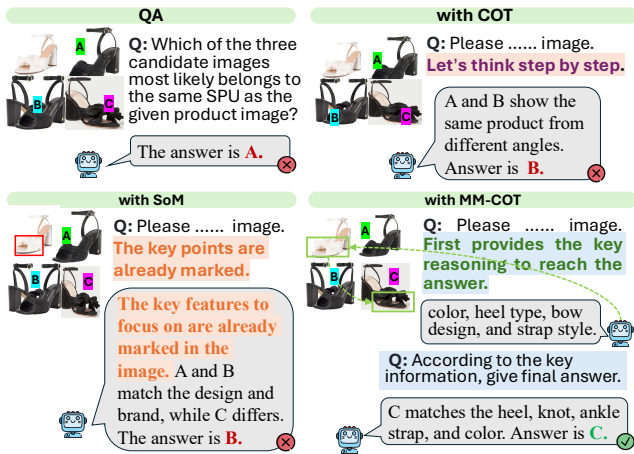 QA
A
B
C
Q: Which of the three
candidate images
most likely belongs to
the same SPU as the
given product image?
The answer is A.
with COT
A
B
C
Q: Please ...... image.
Let's think step by step.
A and B show the
same product from
different angles.
Answer is B.
with SoM
A
B
C
Q: Please ...... image.
The key points are
already marked.
The key features to
focus on are already
marked in the
image. A and B
match the design and
brand, while C differs.
The answer is B.
with MM-COT
A
B
C
Q: Please ...... image.
First provides the key
reasoning to reach the
answer.
color, heel type, bow
design, and strap style.
Q: According to the key
information, give final answer.
C matches the heel, knot, ankle
strap, and color. Answer is C.